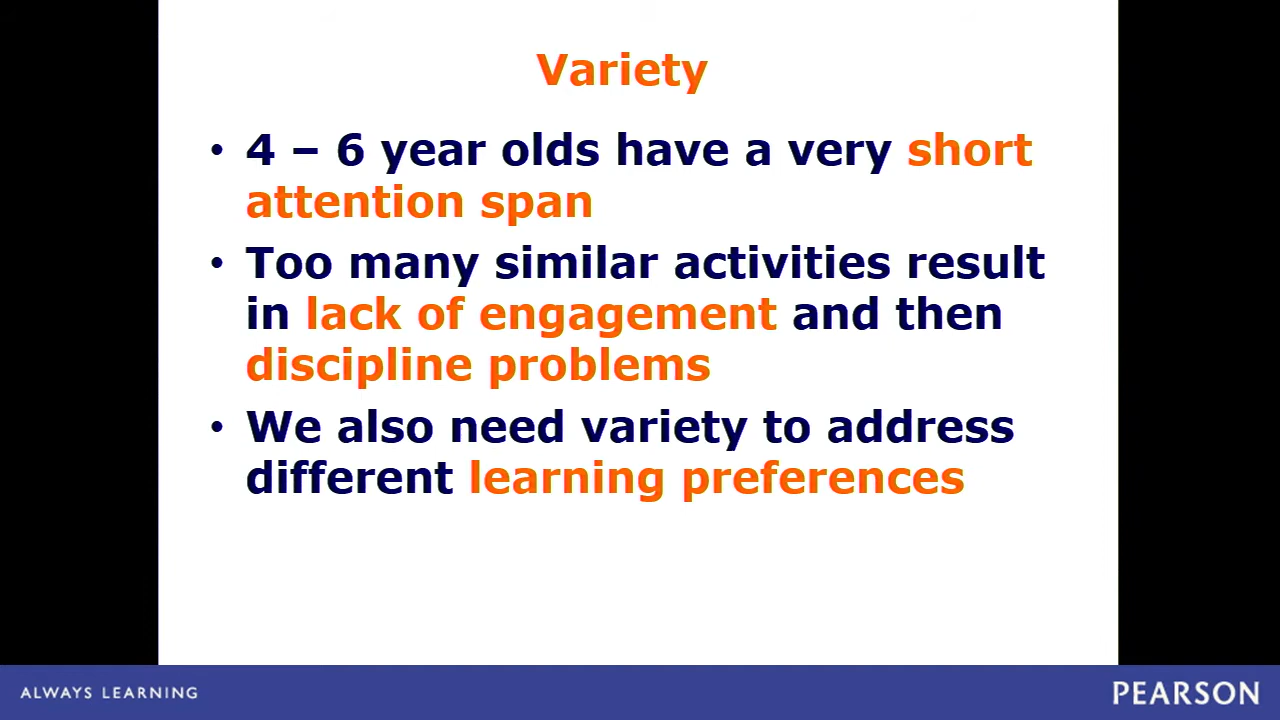 Variety
• 4 – 6 year olds have a very short
attention span
• Too many similar activities result
in lack of engagement and then
discipline problems
• We also need variety to address
different learning preferences
ALWAYS LEARNING
PEARSON